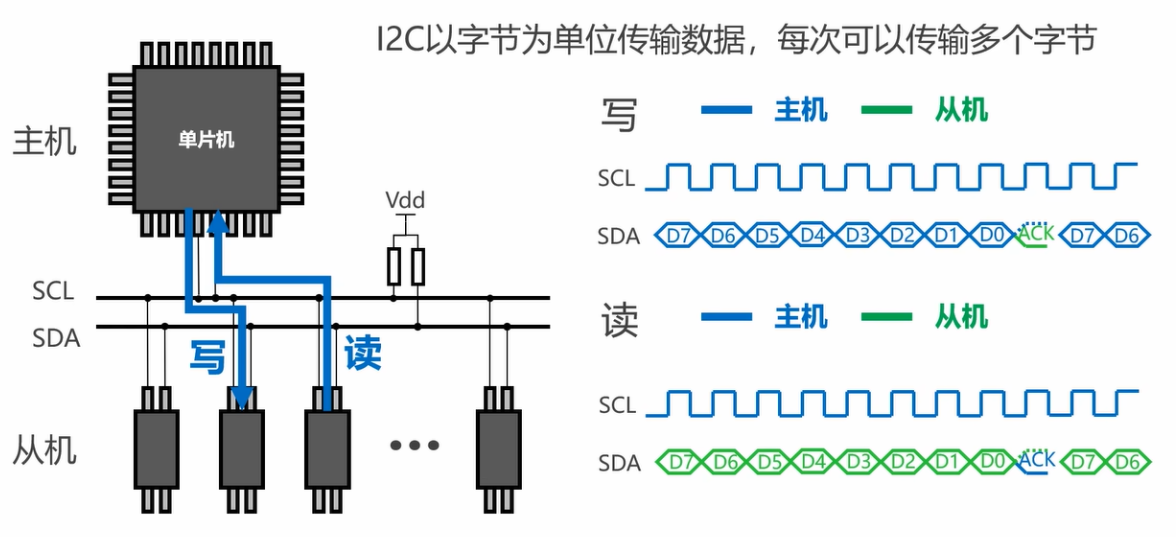 I2C以字节为单位传输数据，每次可以传输多个字节
主机
单片机
Vdd
SCL
SDA
写
读
从机
写 主机 从机
SCL
SDA D7 D6 D5 D4 D3 D2 D1 D0 ACK D7 D6
读 主机 从机
SCL
SDA D7 D6 D5 D4 D3 D2 D1 D0 ACK D7 D6